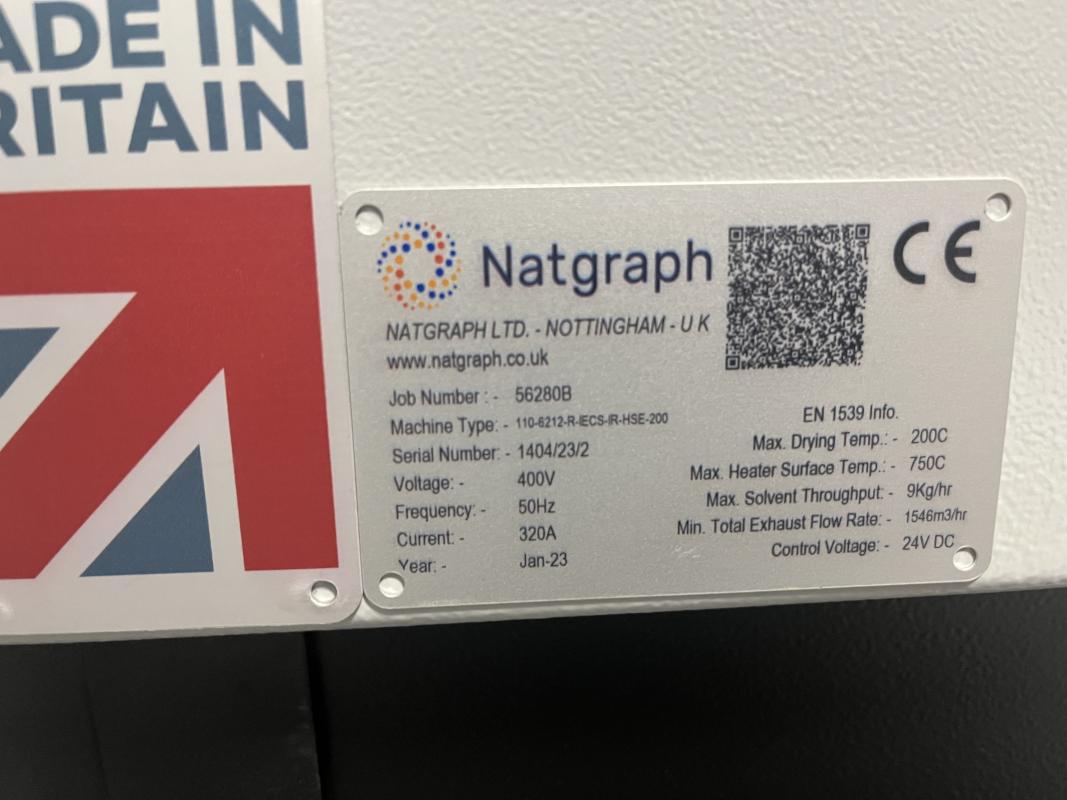 ADE IN
RITAIN
Natgraph
CE
NATGRAPH LTD. - NOTTINGHAM - U K
www.natgraph.co.uk
Job Number : - 56280B
Machine Type: - 110-6212-R-IECS-IR-HSE-200
Serial Number: - 1404/23/2
Voltage: - 400V
Frequency: - 50Hz
Current: - 320A
Year: - Jan-23
EN 1539 Info.
Max. Drying Temp.: - 200C
Max. Heater Surface Temp.: - 750C
Max. Solvent Throughput: - 9Kg/hr
Min. Total Exhaust Flow Rate: - 1546m3/hr
Control Voltage: - 24V DC